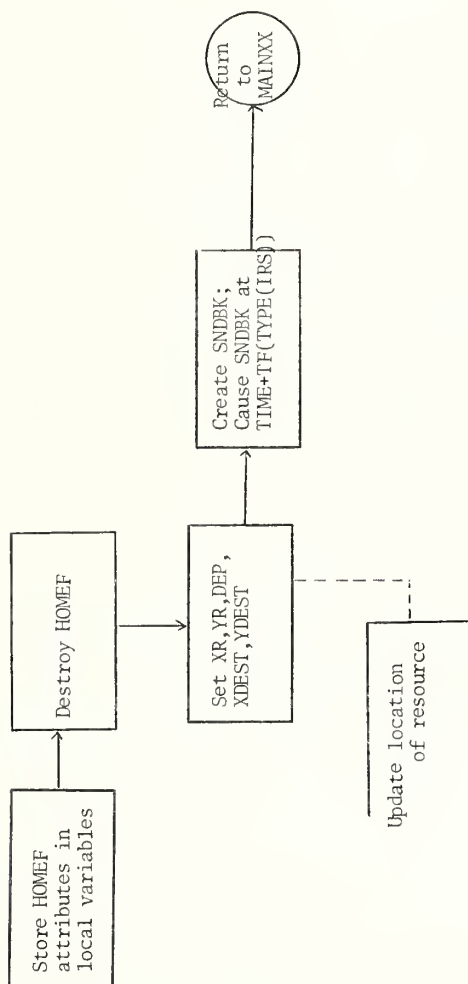 Store HOMEF
attributes in
local variables
Destroy HOMEF
Set XR,YR,DEP,
XDEST,YDEST
Update location
of resource
Create SNDBK;
Cause SNDBK at
TIME+TF(TYPE(IRS))
Return
to
MAINXX